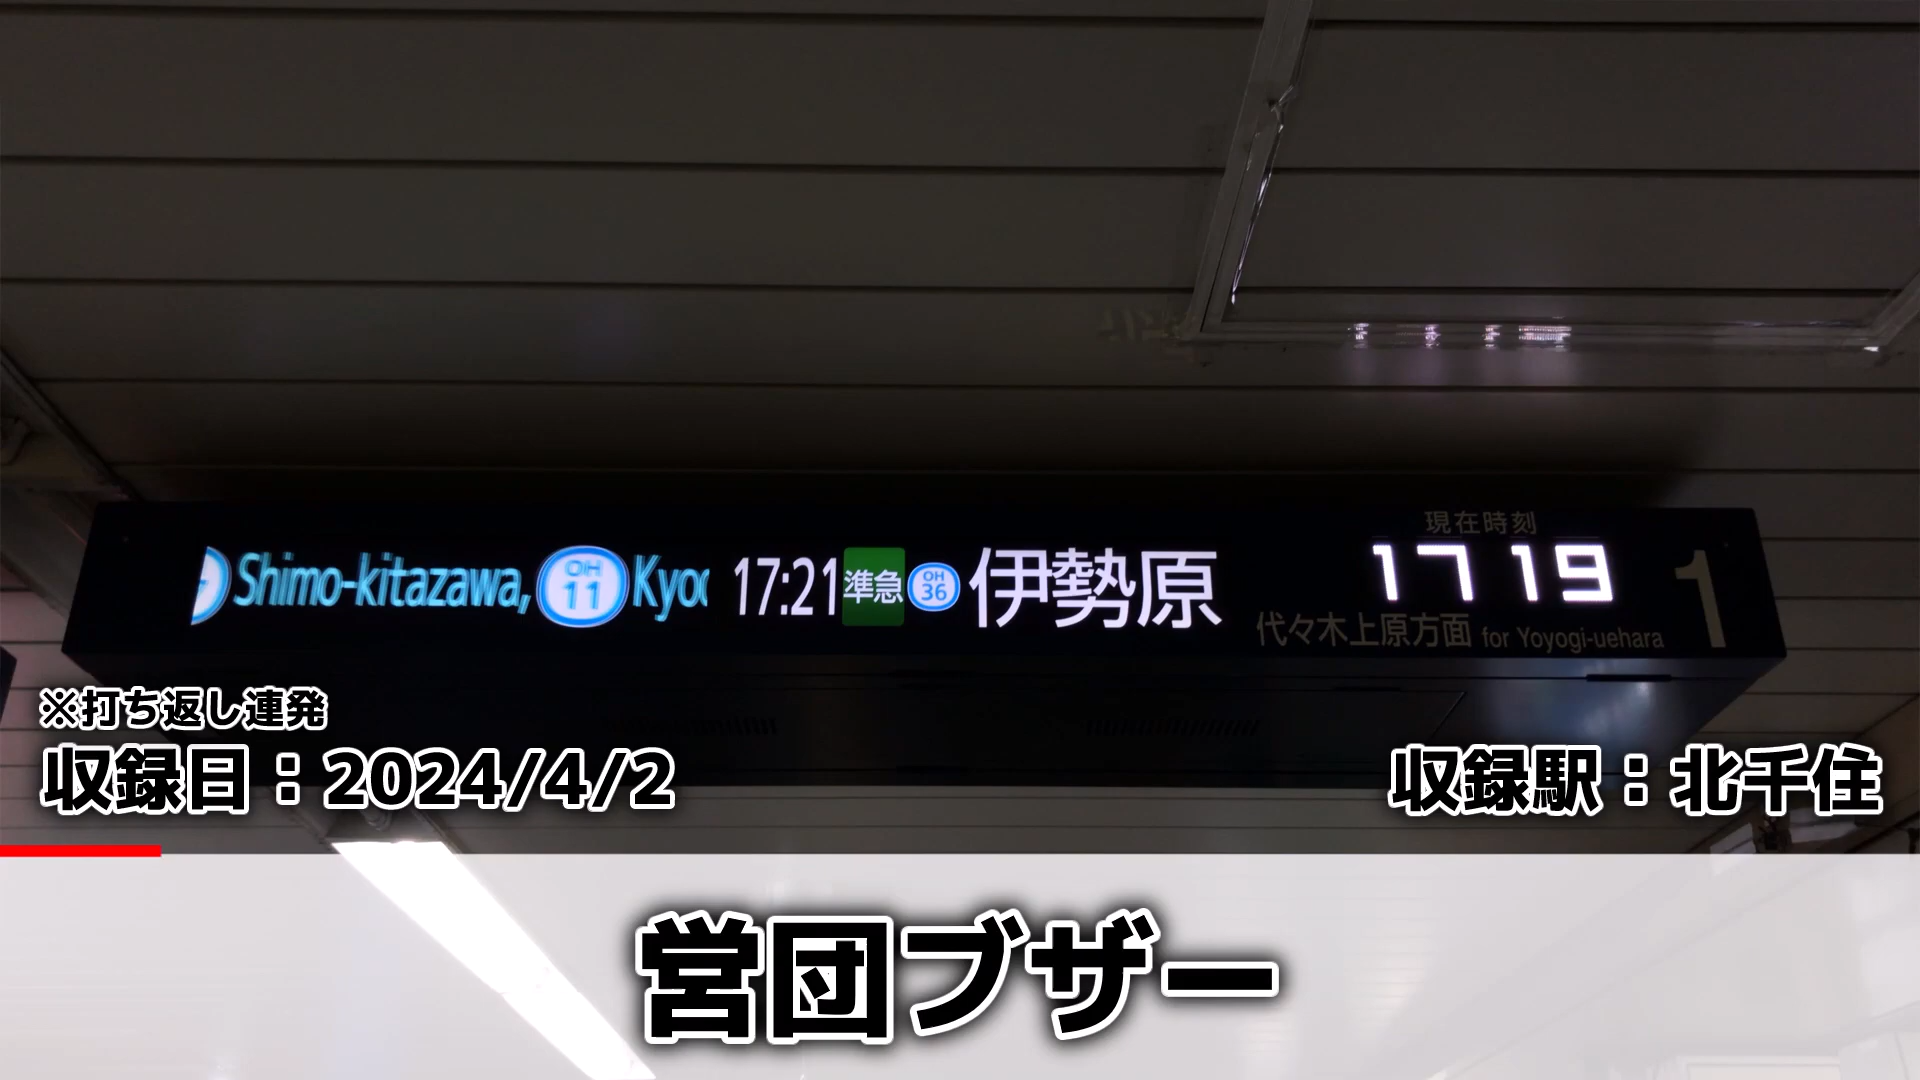 Shimo-kitazawa, OH 11 Kyo
17:21 準急 OH 36 伊勢原
現在時刻
17 19
1
代々木上原方面 for Yoyogi-uehara
※打ち返し連発
収録日：2024/4/2
収録駅：北千住
営団ブザー